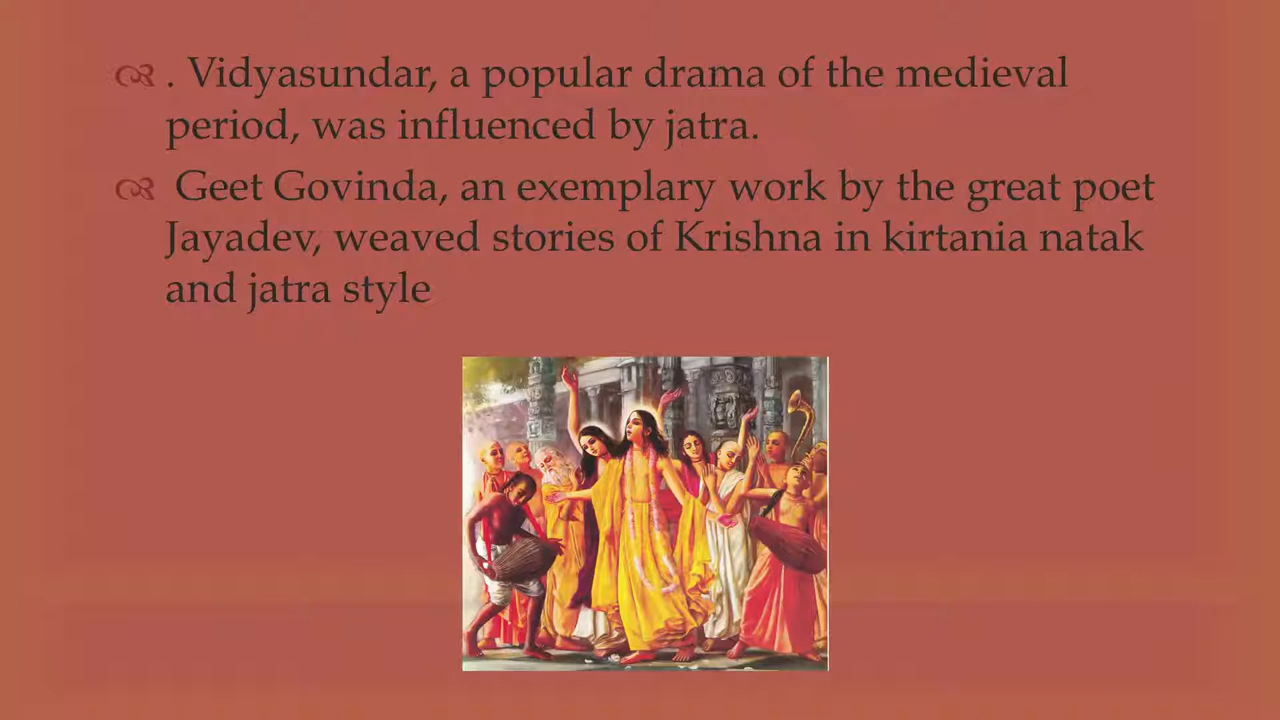 . Vidyasundar, a popular drama of the medieval
period, was influenced by jatra.
Geet Govinda, an exemplary work by the great poet
Jayadev, weaved stories of Krishna in kirtania natak
and jatra style